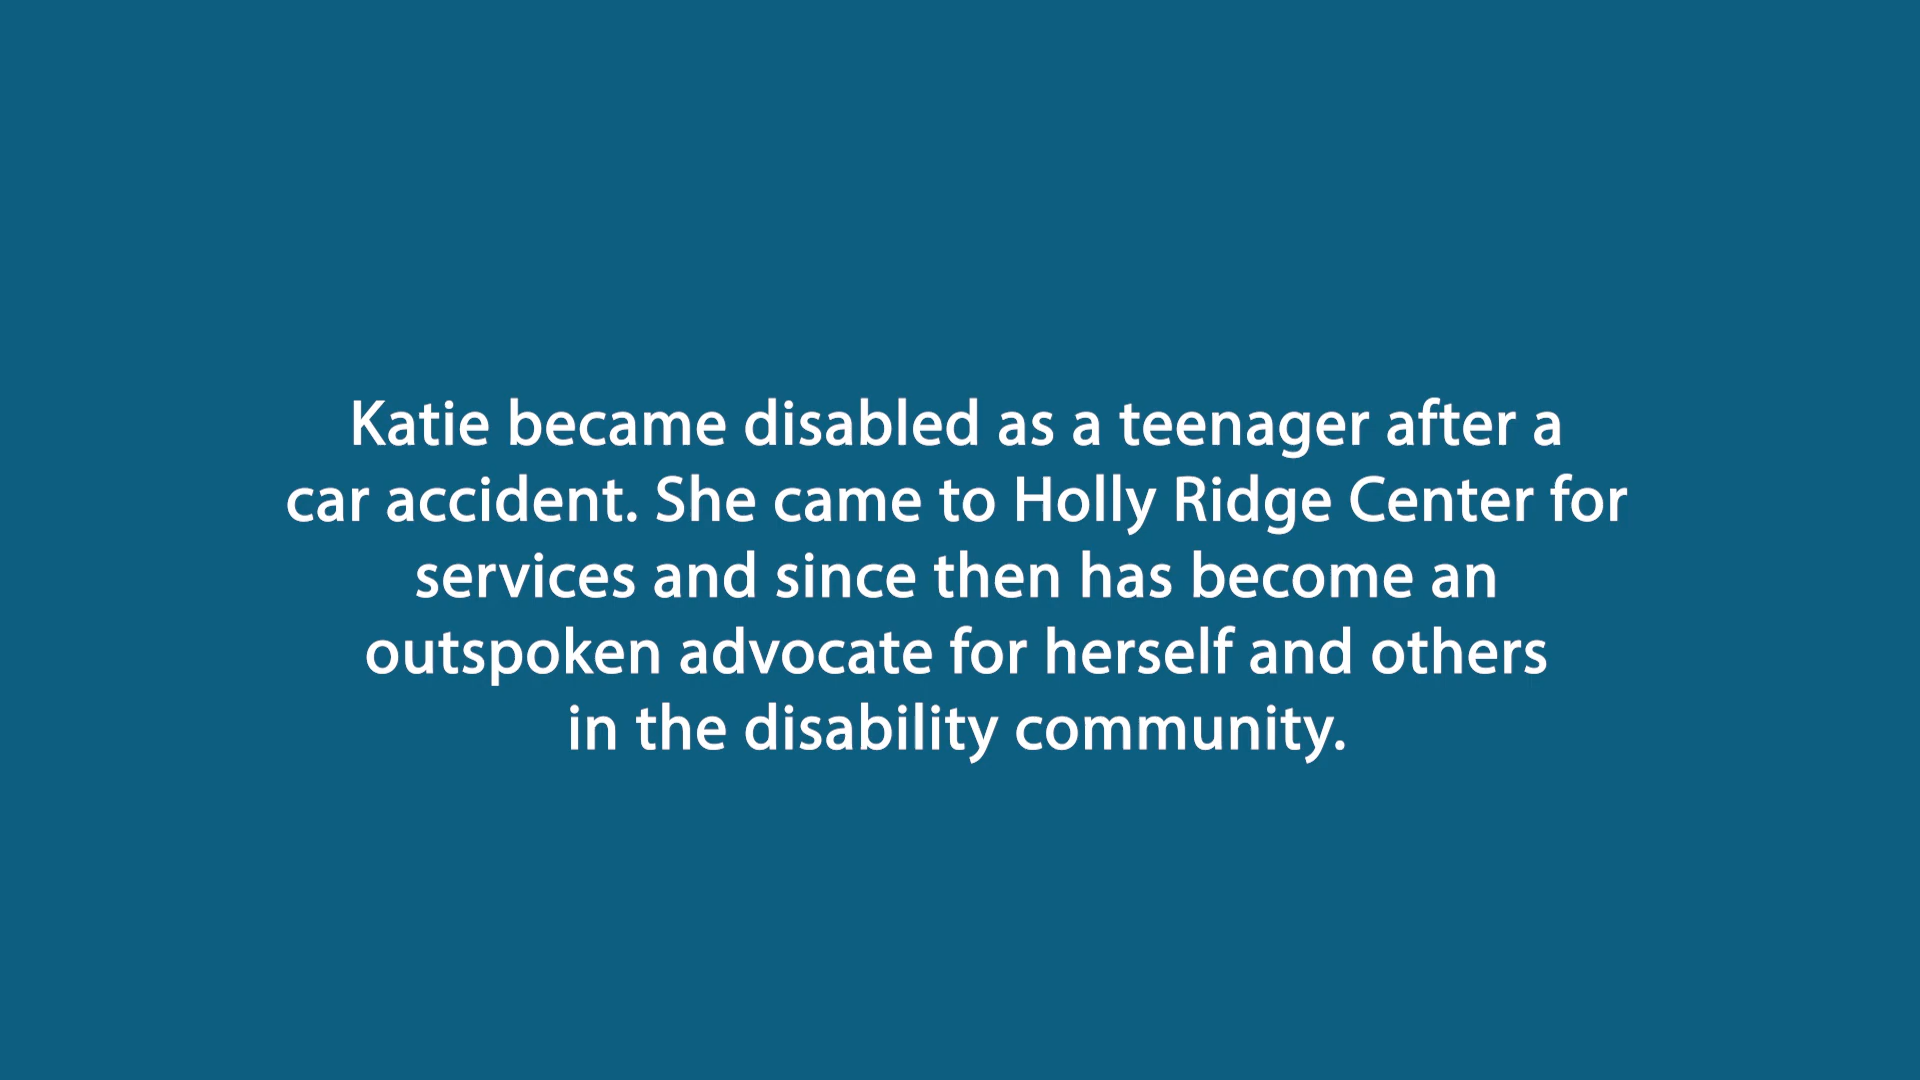 Katie became disabled as a teenager after a
car accident. She came to Holly Ridge Center for
services and since then has become an
outspoken advocate for herself and others
in the disability community.